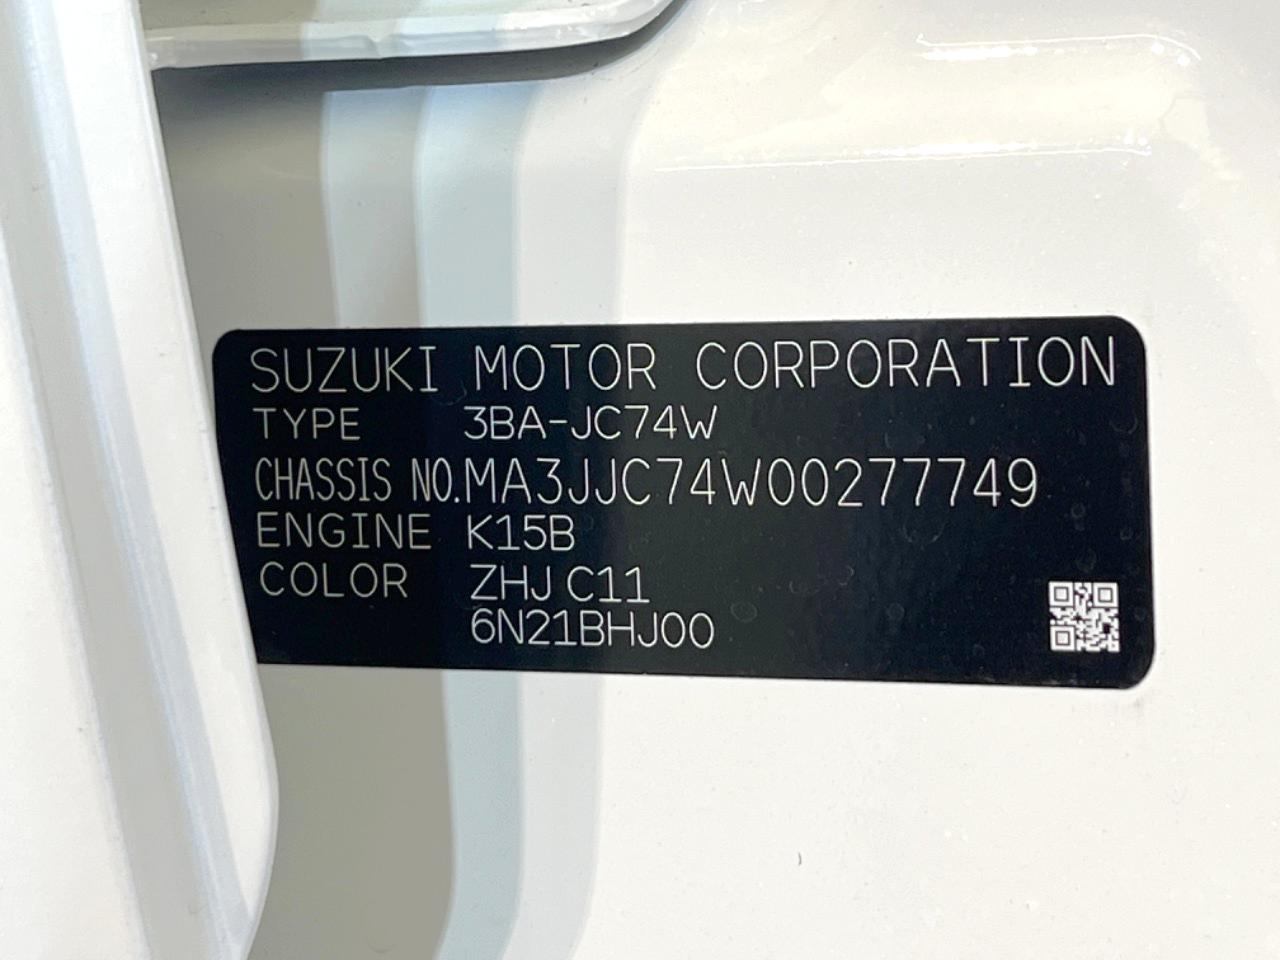 SUZUKI MOTOR CORPORATION
TYPE 3BA-JC74W
CHASSIS NO.MA3JJC74W00277749
ENGINE K15B
COLOR ZHJ C11
6N21BHJ00